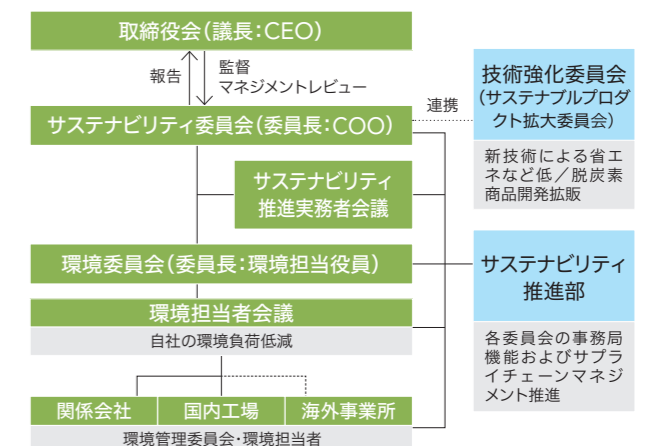 取締役会（議長：CEO）
報告
監督
マネジメントレビュー
サステナビリティ委員会（委員長：COO）
連携
技術強化委員会
（サステナブルプロダ
クト拡大委員会）
新技術による省エ
ネなど低／脱炭素
商品開発拡販
サステナビリティ
推進実務者会議
環境委員会（委員長：環境担当役員）
サステナビリティ
推進部
各委員会の事務局
機能およびサプラ
イチェーンマネジ
メント推進
環境担当者会議
自社の環境負荷低減
関係会社
国内工場
海外事業所
環境管理委員会・環境担当者